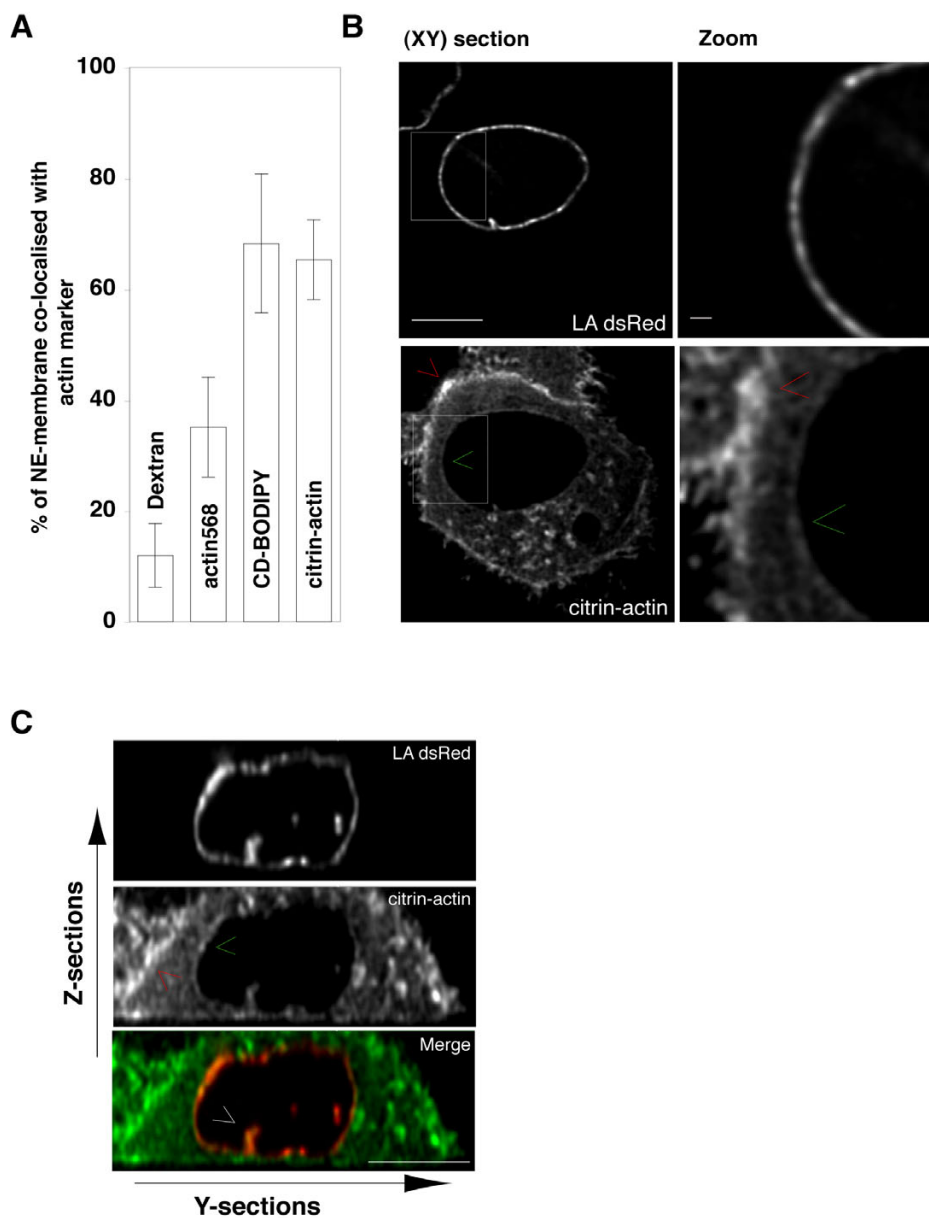 A
% of NE-membrane co-localised with
actin marker
100
80
60
40
20
0
Dextran
actin568
CD-BODIPY
citrin-actin
B
(XY) section
Zoom
LA dsRed
citrin-actin
C
Z-sections
LA dsRed
citrin-actin
Merge
Y-sections